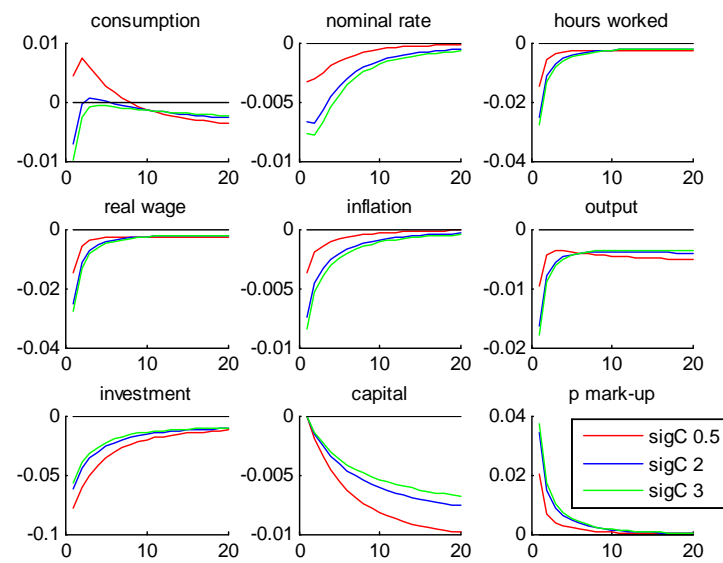 consumption
nominal rate
hours worked
0.01
0
-0.01
0 10 20
0
-0.005
-0.01
0 10 20
0
-0.02
-0.04
0 10 20
real wage
inflation
output
0
-0.02
-0.04
0 10 20
0
-0.005
-0.01
0 10 20
0
-0.01
-0.02
0 10 20
investment
capital
p mark-up
0
-0.05
-0.1
0 10 20
0
-0.005
-0.01
0 10 20
0.04
0.02
0
0 10 20
sigC 0.5
sigC 2
sigC 3